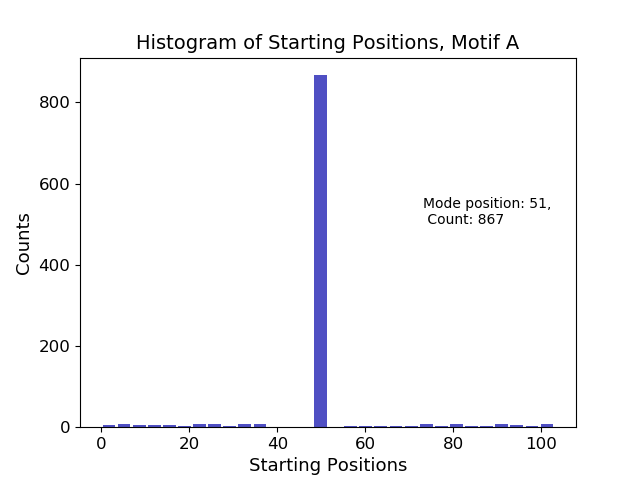 Histogram of Starting Positions, Motif A
800
600
400
200
0
Counts
Mode position: 51,
Count: 867
0 20 40 60 80 100
Starting Positions